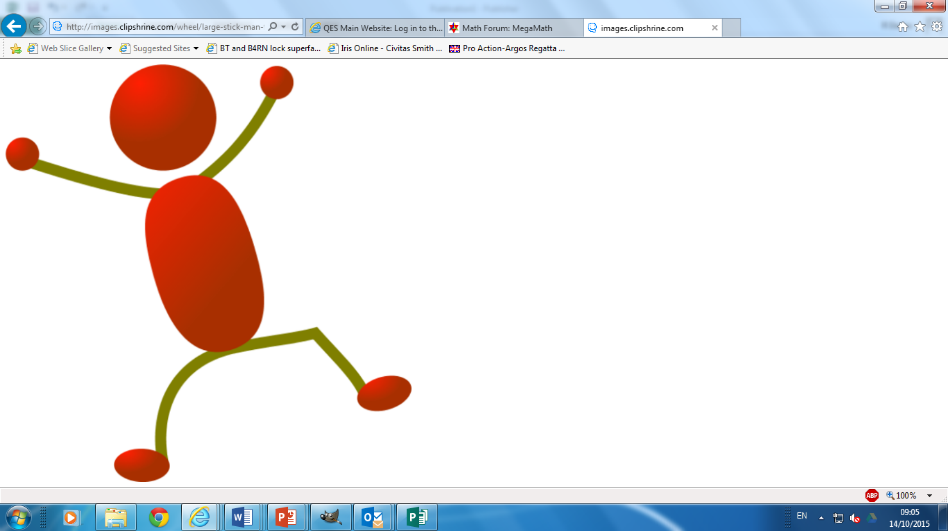 http://images.clipshrine.com/wheel/large-stick-man-
QES Main Website: Log in to th...
Math Forum: MegaMath
images.clipshrine.com
Web Slice Gallery
Suggested Sites
BT and B4RN lock superfa...
Iris Online - Civitas Smith ...
Pro Action-Argos Regatta ...
ABP
100%
EN
09:05
14/10/2015